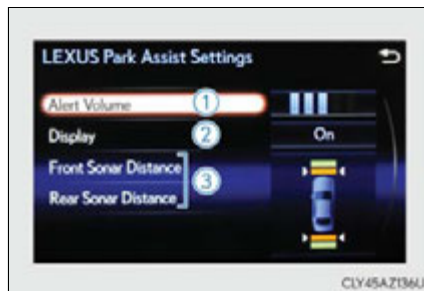 LEXUS Park Assist Settings
Alert Volume 1
Display 2 On
Front Sonar Distance
3
Rear Sonar Distance
CLY45AZ136U